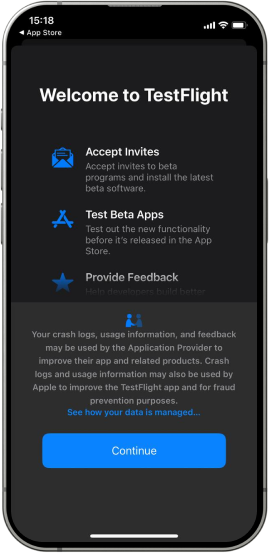 15:18
◀ App Store
Welcome to TestFlight
Accept Invites
Accept invites to beta
programs and install the latest
beta software.
Test Beta Apps
Test out the new functionality
before it's released in the App
Store.
Provide Feedback
Help developers build better
Your crash logs, usage information, and feedback
may be used by the Application Provider to
improve their app and related products. Crash
logs and usage information may also be used by
Apple to improve the TestFlight app and for fraud
prevention purposes.
See how your data is managed...
Continue